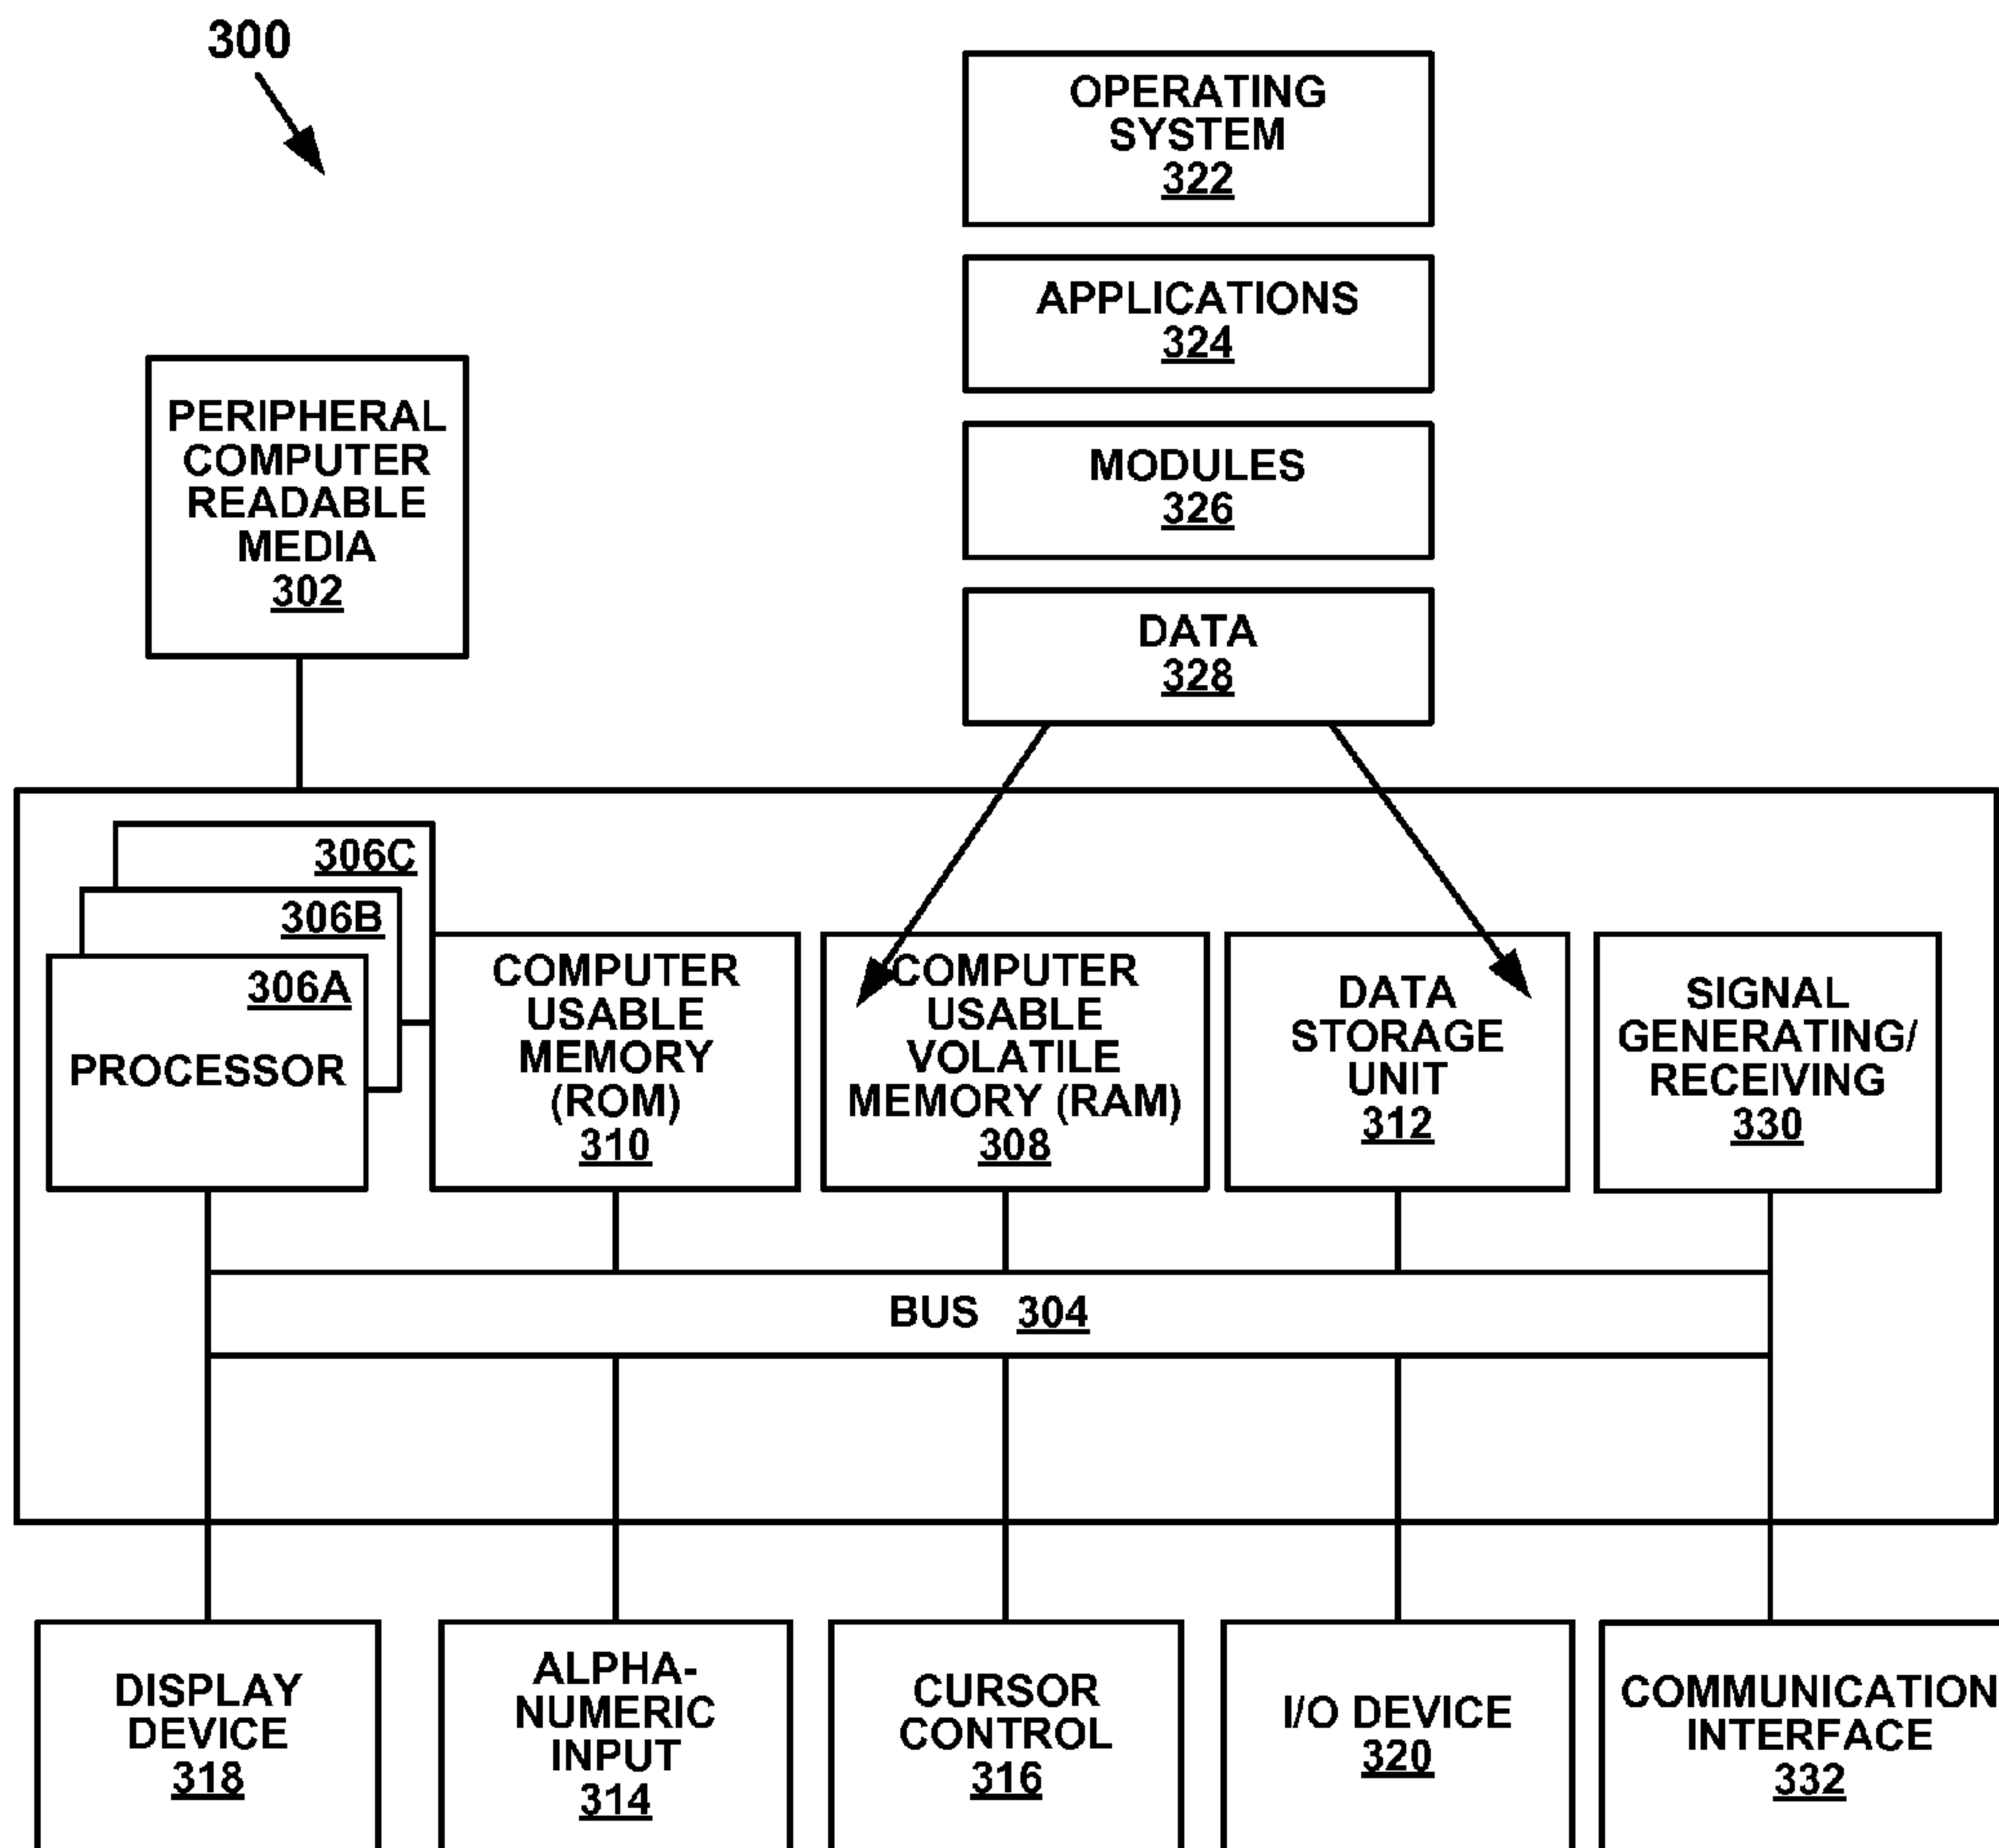 300
OPERATING
SYSTEM
322
APPLICATIONS
324
PERIPHERAL
COMPUTER
READABLE
MEDIA
302
MODULES
326
DATA
328
306C
306B
306A
PROCESSOR
COMPUTER
USABLE
MEMORY
(ROM)
310
COMPUTER
USABLE
VOLATILE
MEMORY (RAM)
308
DATA
STORAGE
UNIT
312
SIGNAL
GENERATING/
RECEIVING
330
BUS 304
DISPLAY
DEVICE
318
ALPHA-
NUMERIC
INPUT
314
CURSOR
CONTROL
316
I/O DEVICE
320
COMMUNICATION
INTERFACE
332